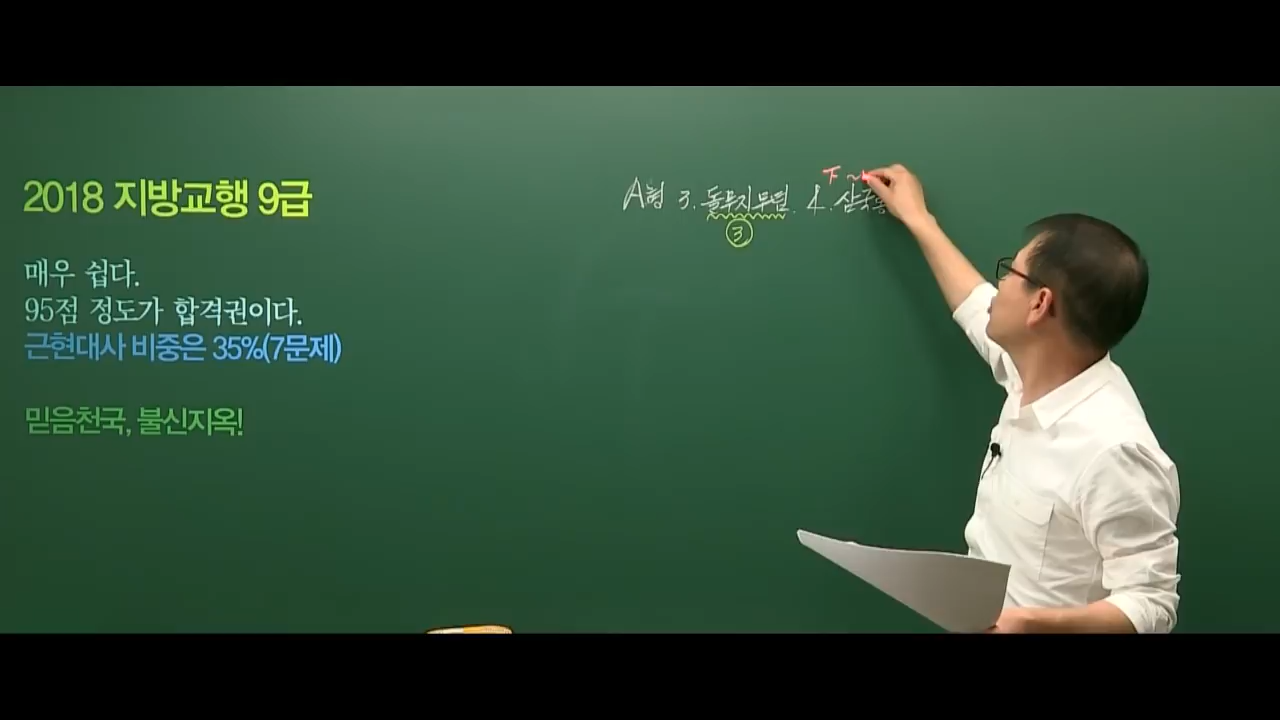 2018 지방교행 9급
매우 쉽다.
95점 정도가 합격권이다.
근현대사 비중은 35%(7문제)
믿음천국, 불신지옥!
A형 3. 돌무지무덤. 4. 삼국
③